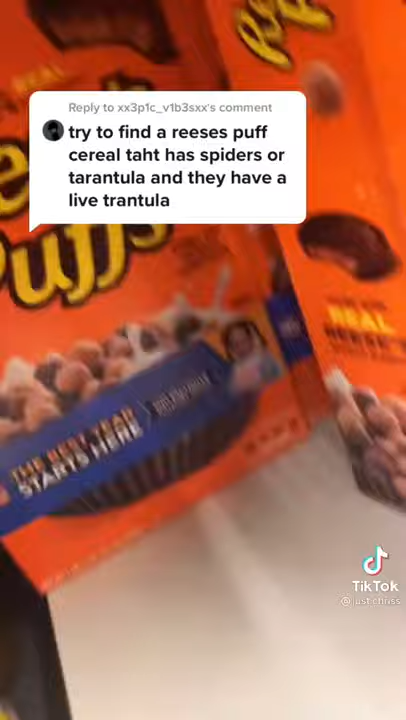 Reply to xx3p1c_v1b3sxx's comment
try to find a reeses puff
cereal taht has spiders or
tarantula and they have a
live trantula
Puffs
REAL
THE BEST YEAR
STARTS HERE
TikTok
@just.chriss